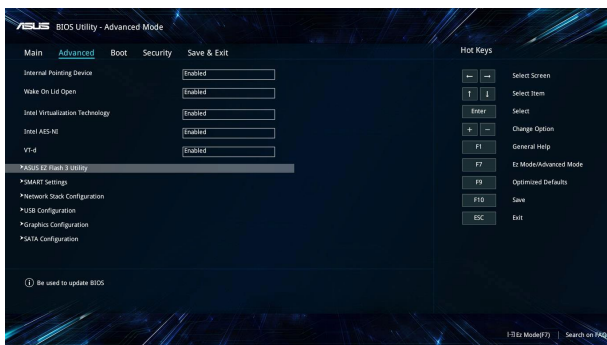 ASUS BIOS Utility - Advanced Mode
Main Advanced Boot Security Save & Exit
Internal Pointing Device Enabled
Wake On Lid Open Enabled
Intel Virtualization Technology Enabled
Intel AES-NI Enabled
VT-d Enabled
ASUS EZ Flash 3 Utility
SMART Settings
Network Stack Configuration
USB Configuration
Graphics Configuration
SATA Configuration
Be used to update BIOS
Hot Keys
← → Select Screen
↑ ↓ Select Item
Enter Select
+ − Change Option
F1 General Help
F7 Ez Mode/Advanced Mode
F9 Optimized Defaults
F10 Save
ESC Exit
Ez Mode(F7) | Search on FAQ